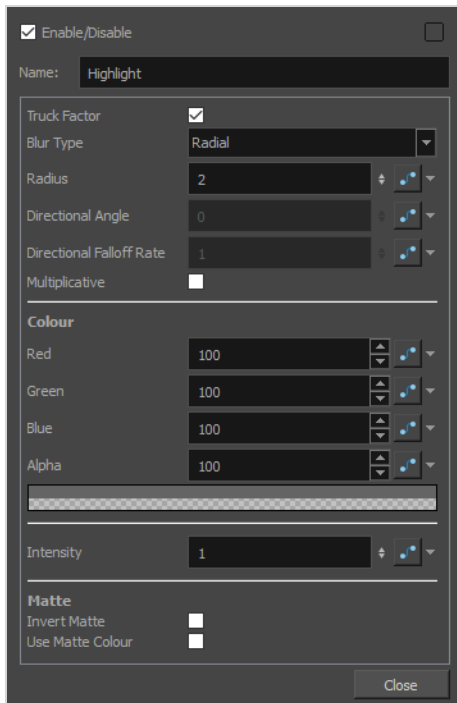 Enable/Disable
Name: Highlight
Truck Factor
Blur Type Radial
Radius 2
Directional Angle 0
Directional Falloff Rate 1
Multiplicative
Colour
Red 100
Green 100
Blue 100
Alpha 100
Intensity 1
Matte
Invert Matte
Use Matte Colour
Close